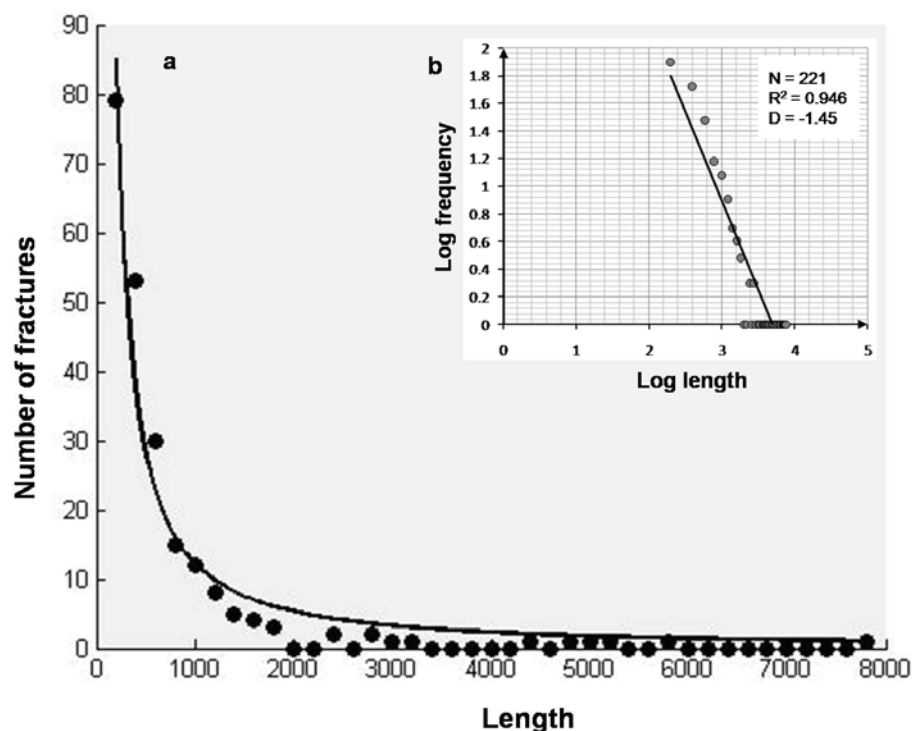 a
90
80
70
60
50
40
30
20
10
0
Number of fractures
0 1000 2000 3000 4000 5000 6000 7000 8000
Length
b
2
1.8
1.6
1.4
1.2
1
0.8
0.6
0.4
0.2
0
Log frequency
N = 221
R² = 0.946
D = -1.45
0 1 2 3 4 5
Log length